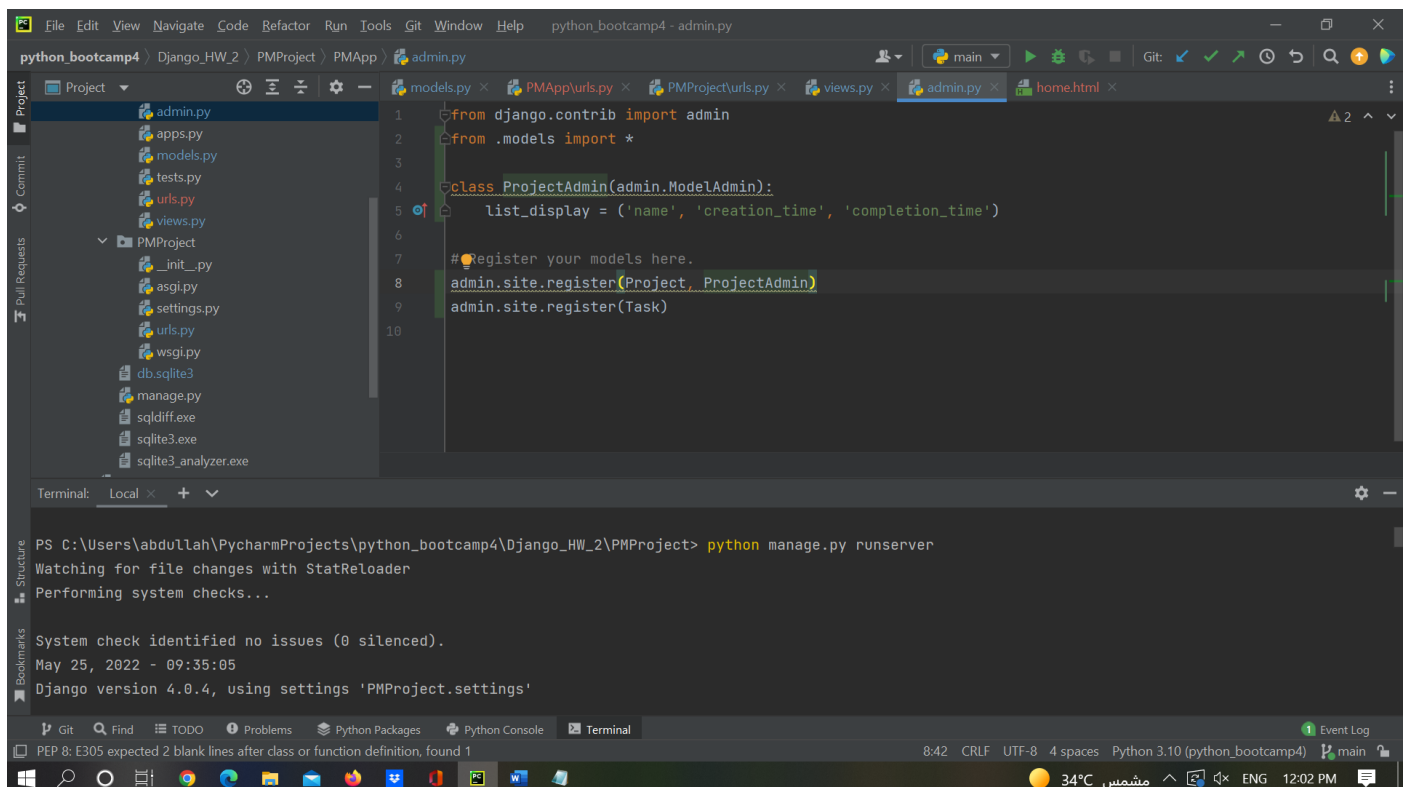 File Edit View Navigate Code Refactor Run Tools Git Window Help python_bootcamp4 - admin.py
python_bootcamp4 Django_HW_2 PMProject PMApp admin.py main Git:
Project models.py PMApp\urls.py PMProject\urls.py views.py admin.py home.html
Project
Commit
Pull Requests
Structure
Bookmarks
admin.py
apps.py
models.py
tests.py
urls.py
views.py
PMProject
__init__.py
asgi.py
settings.py
urls.py
wsgi.py
db.sqlite3
manage.py
sqldiff.exe
sqlite3.exe
sqlite3_analyzer.exe
1 from django.contrib import admin
2 from .models import *
3
4 class ProjectAdmin(admin.ModelAdmin):
5 list_display = ('name', 'creation_time', 'completion_time')
6
7 # Register your models here.
8 admin.site.register(Project, ProjectAdmin)
9 admin.site.register(Task)
10
2
Terminal: Local
PS C:\Users\abdullah\PycharmProjects\python_bootcamp4\Django_HW_2\PMProject> python manage.py runserver
Watching for file changes with StatReloader
Performing system checks...
System check identified no issues (0 silenced).
May 25, 2022 - 09:35:05
Django version 4.0.4, using settings 'PMProject.settings'
Git Find TODO Problems Python Packages Python Console Terminal 1 Event Log
PEP 8: E305 expected 2 blank lines after class or function definition, found 1 8:42 CRLF UTF-8 4 spaces Python 3.10 (python_bootcamp4) main
34°C مشمس ENG 12:02 PM